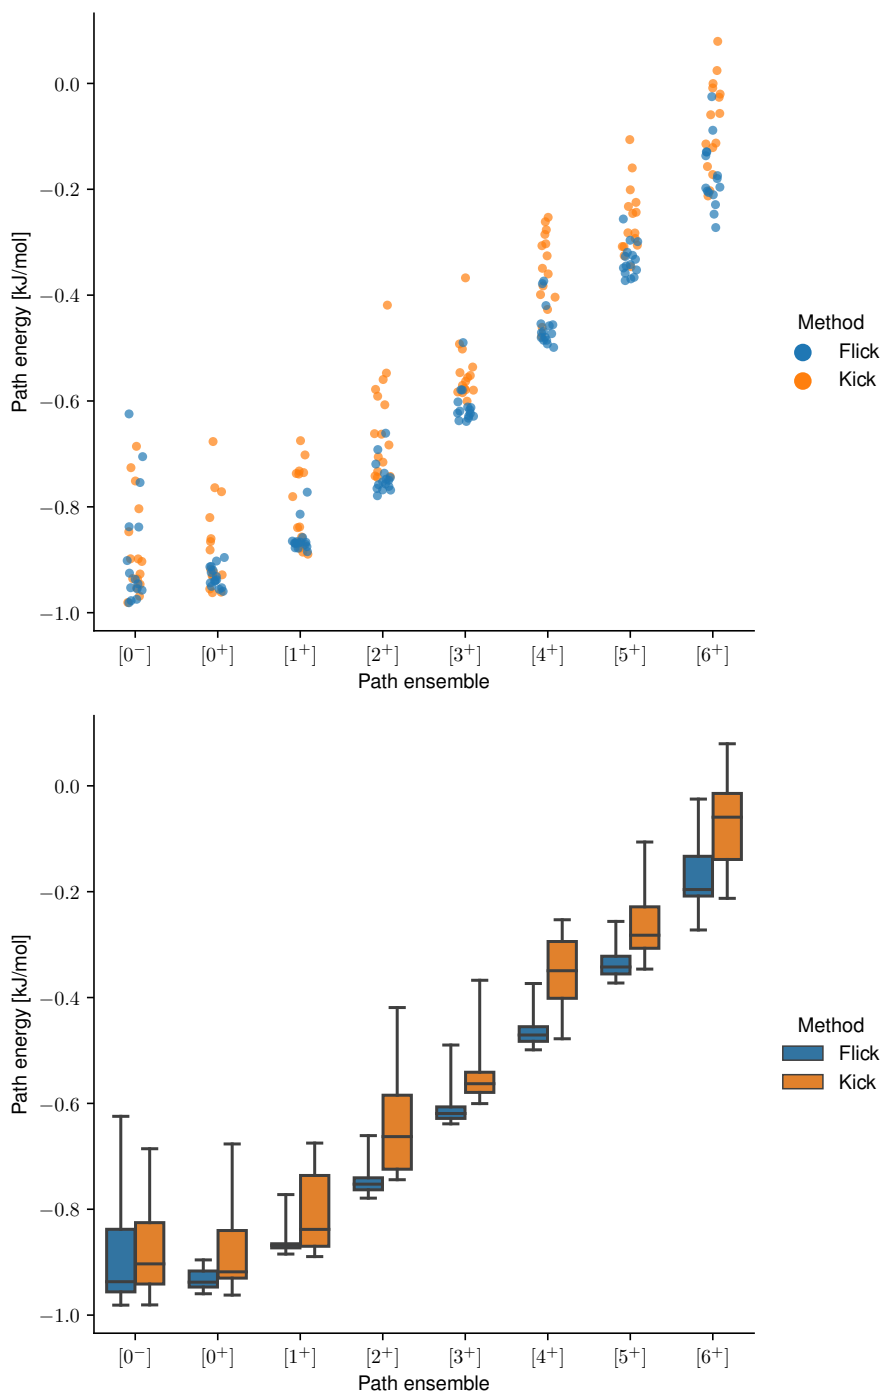 0.0
−0.2
−0.4
−0.6
−0.8
−1.0
Path energy [kJ/mol]
[0⁻] [0⁺] [1⁺] [2⁺] [3⁺] [4⁺] [5⁺] [6⁺]
Path ensemble
Method
Flick
Kick
0.0
−0.2
−0.4
−0.6
−0.8
−1.0
Path energy [kJ/mol]
[0⁻] [0⁺] [1⁺] [2⁺] [3⁺] [4⁺] [5⁺] [6⁺]
Path ensemble
Method
Flick
Kick